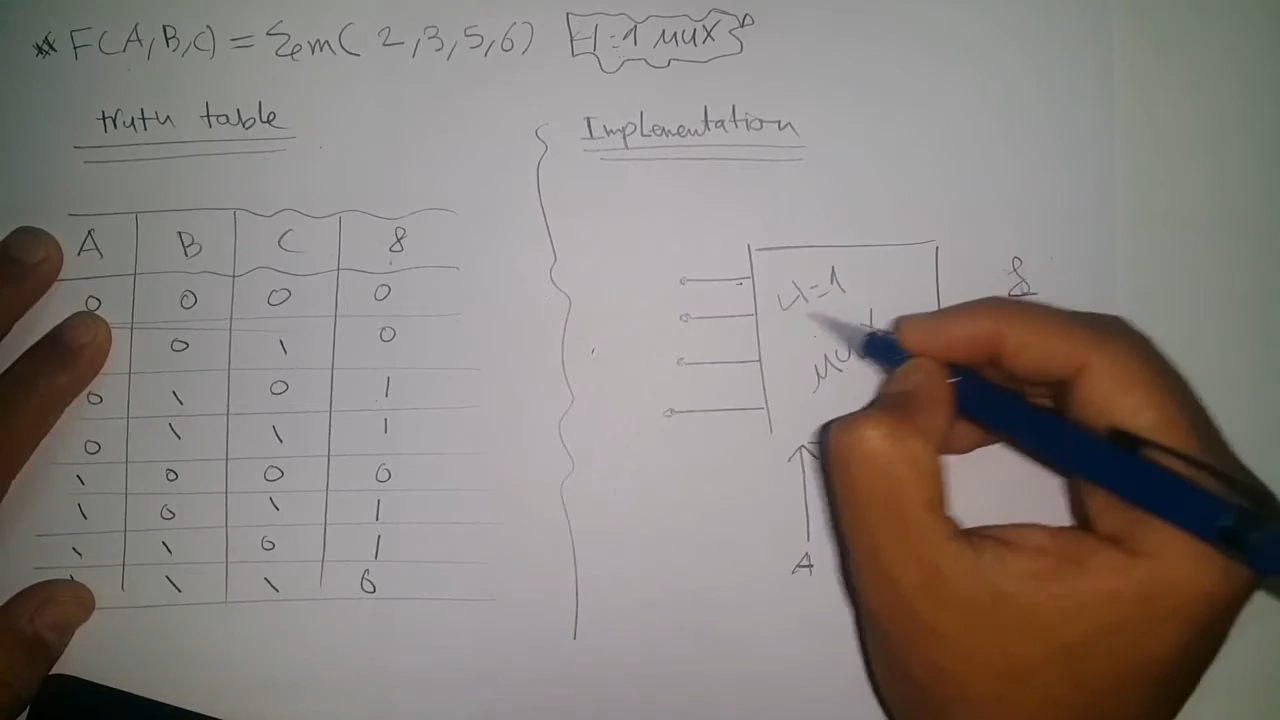 ** F(A,B,C) = Σm( 2,3,5,6) 4=1 MUX
truth table
A B C f
0 0 0 0
0 1 0
0 1 0 1
0 1 1 1
1 0 0 0
1 0 1 1
1 1 0 1
1 1 1 0
Implementation
4=1
f
A